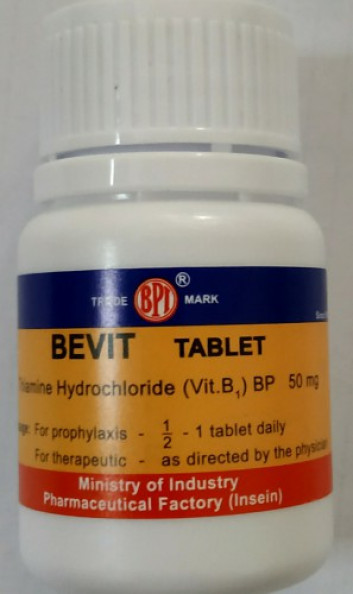 TRADE BPI ® MARK
BEVIT TABLET
Thiamine Hydrochloride (Vit.B₁) BP 50 mg
For prophylaxis - 1/2 - 1 tablet daily
For therapeutic - as directed by the physician
Ministry of Industry
Pharmaceutical Factory (Insein)